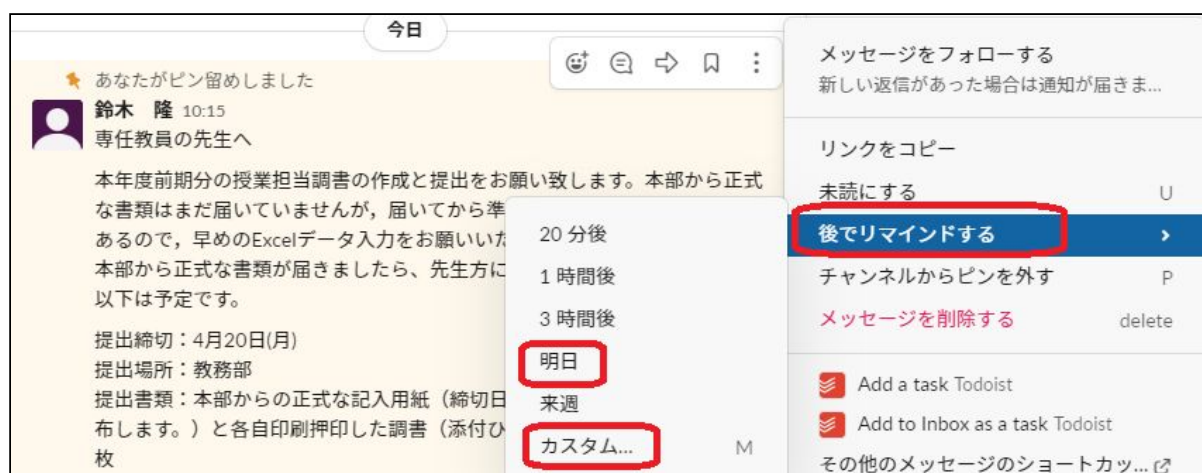 今日
あなたがピン留めしました
鈴木 隆 10:15
専任教員の先生へ
本年度前期分の授業担当調書の作成と提出をお願い致します。本部から正式
な書類はまだ届いていませんが，届いてから準
あるので，早めのExcelデータ入力をお願いいた
本部から正式な書類が届きましたら、先生方に
以下は予定です。
提出締切：4月20日(月)
提出場所：教務部
提出書類：本部からの正式な記入用紙（締切日
布します。）と各自印刷押印した調書（添付ひ
枚
20 分後
1 時間後
3 時間後
明日
来週
カスタム... M
メッセージをフォローする
新しい返信があった場合は通知が届きま...
リンクをコピー
未読にする U
後でリマインドする
チャンネルからピンを外す P
メッセージを削除する delete
Add a task Todoist
Add to Inbox as a task Todoist
その他のメッセージのショートカッ...